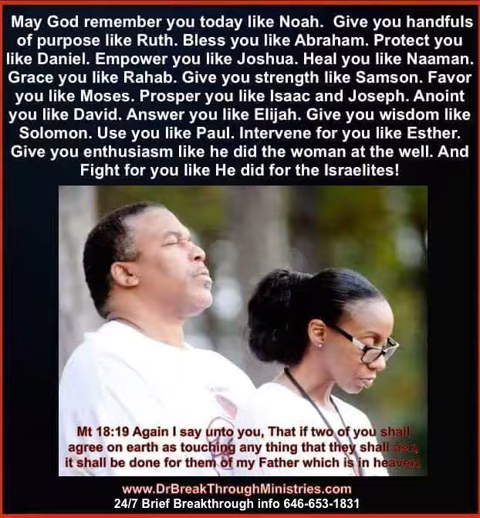 May God remember you today like Noah. Give you handfuls
of purpose like Ruth. Bless you like Abraham. Protect you
like Daniel. Empower you like Joshua. Heal you like Naaman.
Grace you like Rahab. Give you strength like Samson. Favor
you like Moses. Prosper you like Isaac and Joseph. Anoint
you like David. Answer you like Elijah. Give you wisdom like
Solomon. Use you like Paul. Intervene for you like Esther.
Give you enthusiasm like he did the woman at the well. And
Fight for you like He did for the Israelites!
Mt 18:19 Again I say unto you, That if two of you shall
agree on earth as touching any thing that they shall ask,
it shall be done for them of my Father which is in heaven.
www.DrBreakThroughMinistries.com
24/7 Brief Breakthrough info 646-653-1831